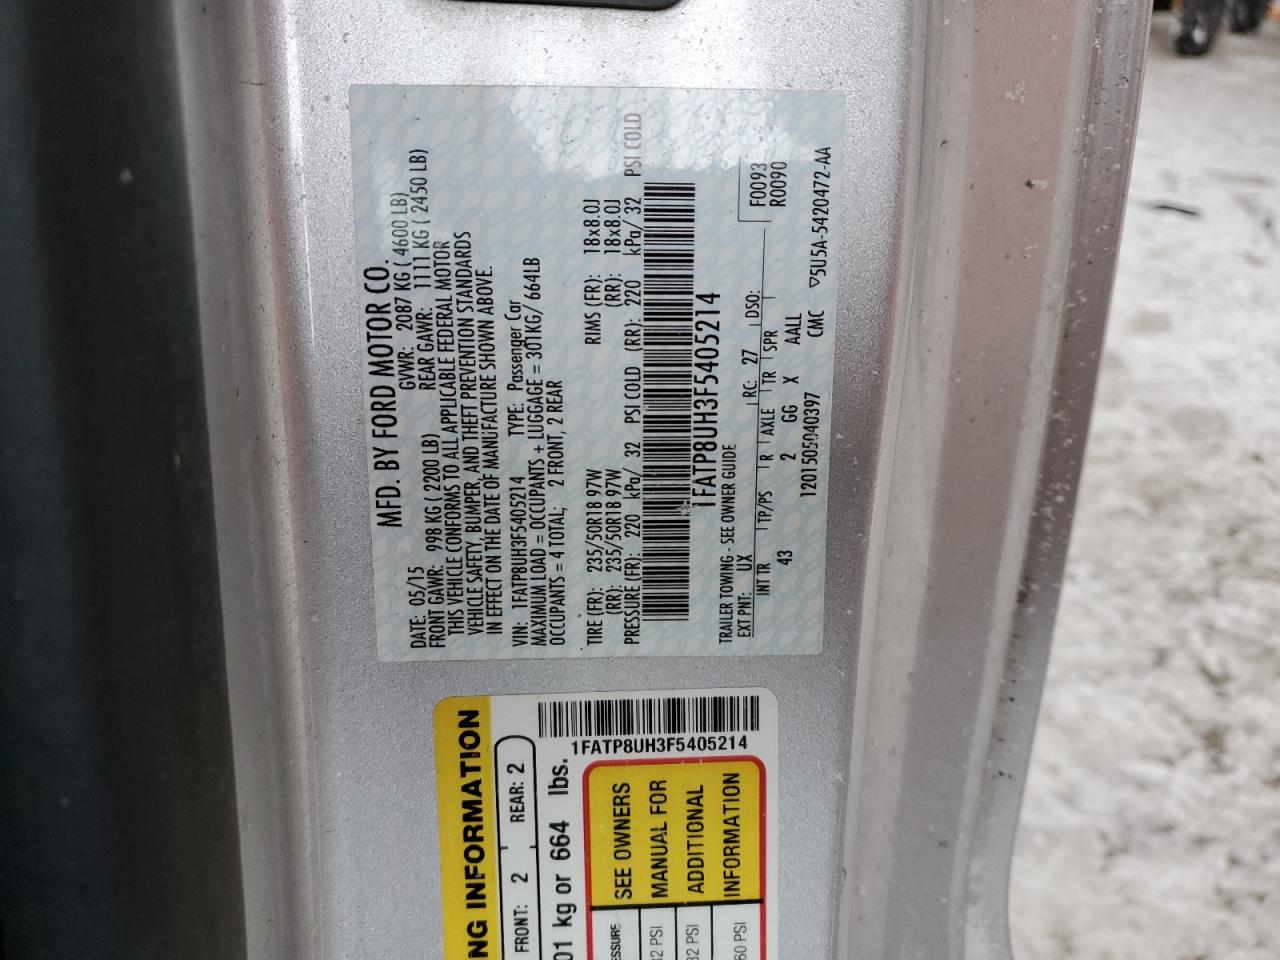 MFD. BY FORD MOTOR CO.
DATE: 05/15 GVWR: 2087 KG ( 4600 LB)
FRONT GAWR: 998 KG (2200 LB) REAR GAWR: 1111 KG ( 2450 LB)
THIS VEHICLE CONFORMS TO ALL APPLICABLE FEDERAL MOTOR
VEHICLE SAFETY, BUMPER, AND THEFT PREVENTION STANDARDS
IN EFFECT ON THE DATE OF MANUFACTURE SHOWN ABOVE.
VIN: 1FATP8UH3F5405214 TYPE: Passenger Car
MAXIMUM LOAD = OCCUPANTS + LUGGAGE = 301KG/ 664LB
OCCUPANTS = 4 TOTAL; 2 FRONT, 2 REAR
TIRE (FR): 235/50R18 97W RIMS (FR): 18x8.0J
(RR): 235/50R18 97W (RR): 18x8.0J
PRESSURE (FR): 220 kPa/ 32 PSI COLD (RR): 220 kPa/ 32 PSI COLD
1FATP8UH3F5405214
TRAILER TOWING - SEE OWNER GUIDE
EXT PNT: UX RC: 27 DSO: F0093
INT TR TP/PS R AXLE TR SPR R0090
43 2 GG X AALL
1201505040397 CMC ▽5U5A-5420472-AA
NG INFORMATION
FRONT: 2 REAR: 2
01 kg or 664 lbs.
1FATP8UH3F5405214
SEE OWNERS
MANUAL FOR
ADDITIONAL
INFORMATION
ESSURE
32 PSI
32 PSI
60 PSI